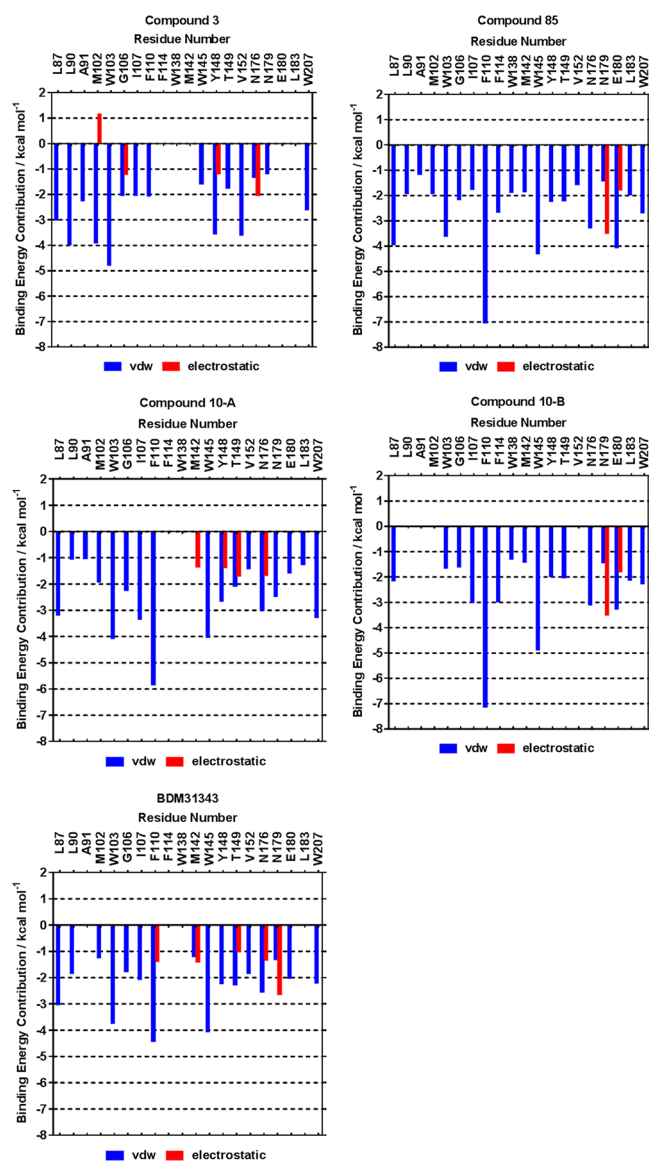 Compound 3
Residue Number
L87 L90 A91 M102 W103 G106 I107 F110 F114 W138 M142 W145 Y148 T149 V152 N176 N179 E180 L183 W207
Binding Energy Contribution / kcal mol-1
2
1
0
-1
-2
-3
-4
-5
-6
-7
-8
vdw electrostatic
Compound 85
Residue Number
L87 L90 A91 M102 W103 G106 I107 F110 F114 W138 M142 W145 Y148 T149 V152 N176 N179 E180 L183 W207
Binding Energy Contribution / kcal mol-1
2
1
0
-1
-2
-3
-4
-5
-6
-7
-8
vdw electrostatic
Compound 10-A
Residue Number
L87 L90 A91 M102 W103 G106 I107 F110 F114 W138 M142 W145 Y148 T149 V152 N176 N179 E180 L183 W207
Binding Energy Contribution / kcal mol-1
2
1
0
-1
-2
-3
-4
-5
-6
-7
-8
vdw electrostatic
Compound 10-B
Residue Number
L87 L90 A91 M102 W103 G106 I107 F110 F114 W138 M142 W145 Y148 T149 V152 N176 N179 E180 L183 W207
Binding Energy Contribution / kcal mol-1
2
1
0
-1
-2
-3
-4
-5
-6
-7
-8
vdw electrostatic
BDM31343
Residue Number
L87 L90 A91 M102 W103 G106 I107 F110 F114 W138 M142 W145 Y148 T149 V152 N176 N179 E180 L183 W207
Binding Energy Contribution / kcal mol-1
2
1
0
-1
-2
-3
-4
-5
-6
-7
-8
vdw electrostatic